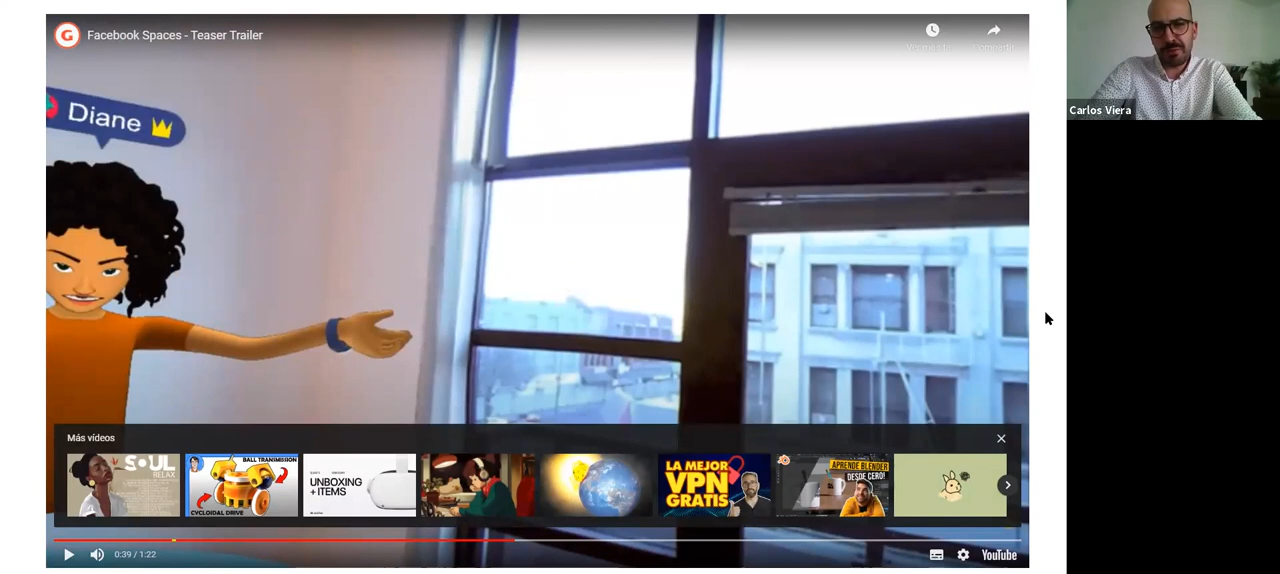 G
Facebook Spaces - Teaser Trailer
Diane
Carlos Viera
Más vídeos
SOUL
RELAX
BALL TRANSMISSION
CYCLOIDAL DRIVE
UNBOXING
+ ITEMS
LA MEJOR
VPN
GRATIS
APRENDE BLENDER
DESDE CERO!
0:39 / 1:22
YouTube